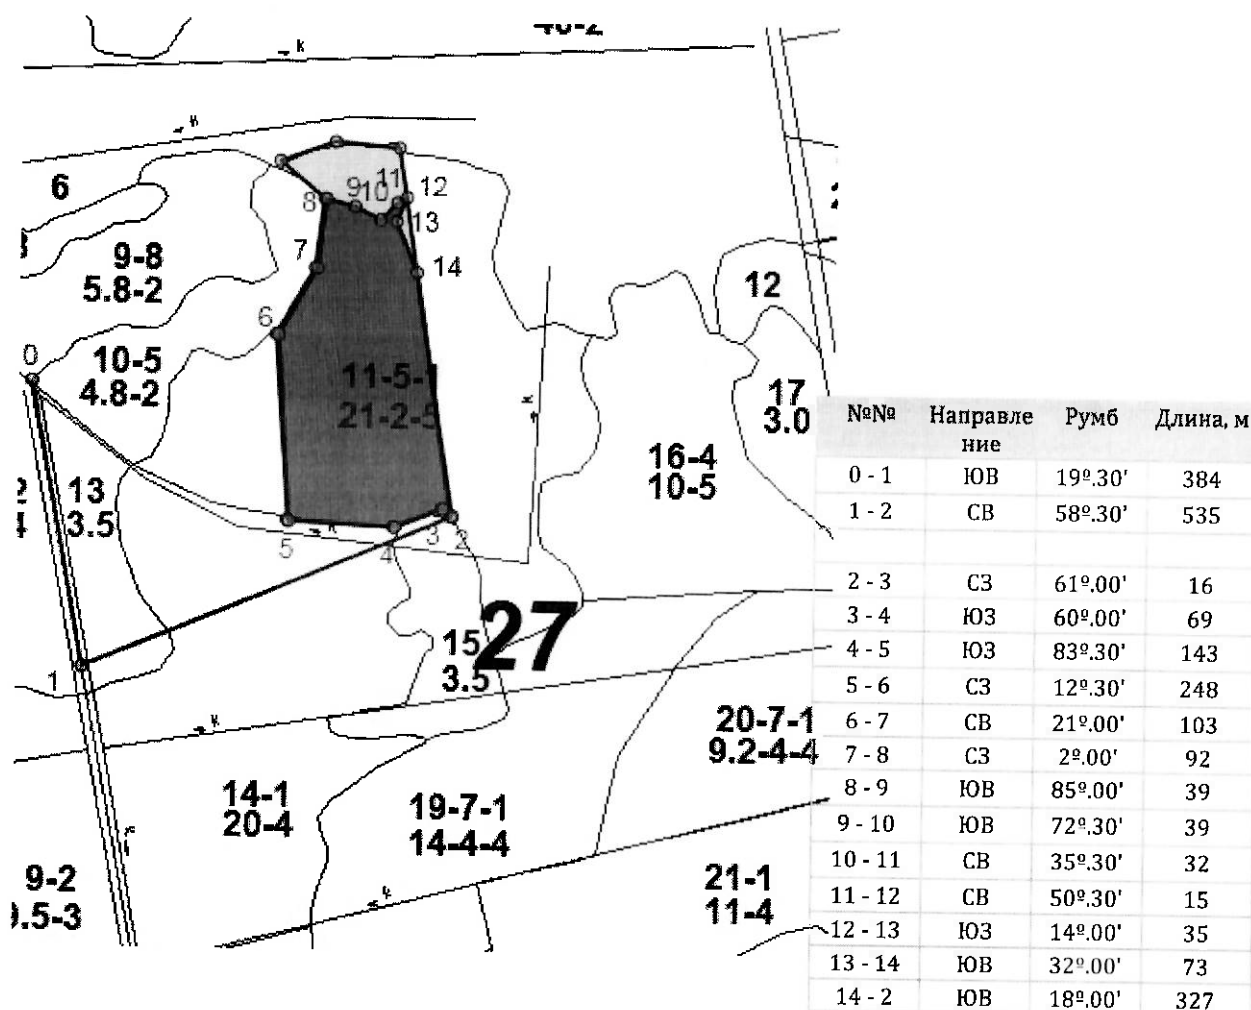 40-2
к
к
6
11
12
8
9
10
13
9-8
5.8-2
7
14
12
6
0
10-5
4.8-2
11-5-1
21-2-5
17
3.0
к
16-4
10-5
13
3.5
5
4
3
2
к
27
15
3.5
1
к
20-7-1
9.2-4-4
14-1
20-4
19-7-1
14-4-4
9-2
9.5-3
21-1
11-4
№№ Направле Румб Длина, м
ние
0 - 1 ЮВ 19º.30' 384
1 - 2 СВ 58º.30' 535
2 - 3 СЗ 61º.00' 16
3 - 4 ЮЗ 60º.00' 69
4 - 5 ЮЗ 83º.30' 143
5 - 6 СЗ 12º.30' 248
6 - 7 СВ 21º.00' 103
7 - 8 СЗ 2º.00' 92
8 - 9 ЮВ 85º.00' 39
9 - 10 ЮВ 72º.30' 39
10 - 11 СВ 35º.30' 32
11 - 12 СВ 50º.30' 15
12 - 13 ЮЗ 14º.00' 35
13 - 14 ЮВ 32º.00' 73
14 - 2 ЮВ 18º.00' 327